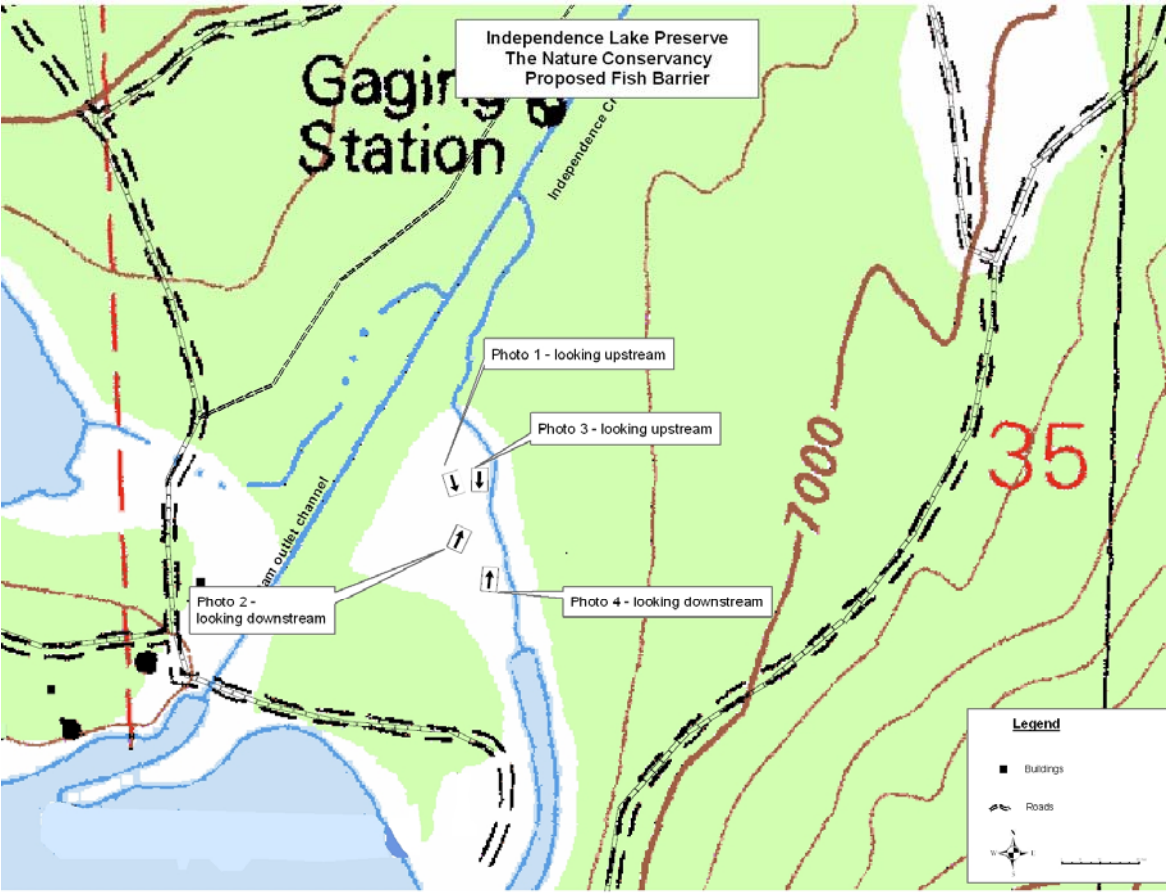 Independence Lake Preserve
The Nature Conservancy
Proposed Fish Barrier
Gaging
Station
Independence Cr
Photo 1 - looking upstream
Photo 3 - looking upstream
7000
35
am outlet channel
Photo 2 -
looking downstream
Photo 4 - looking downstream
Legend
Buildings
Roads
W E